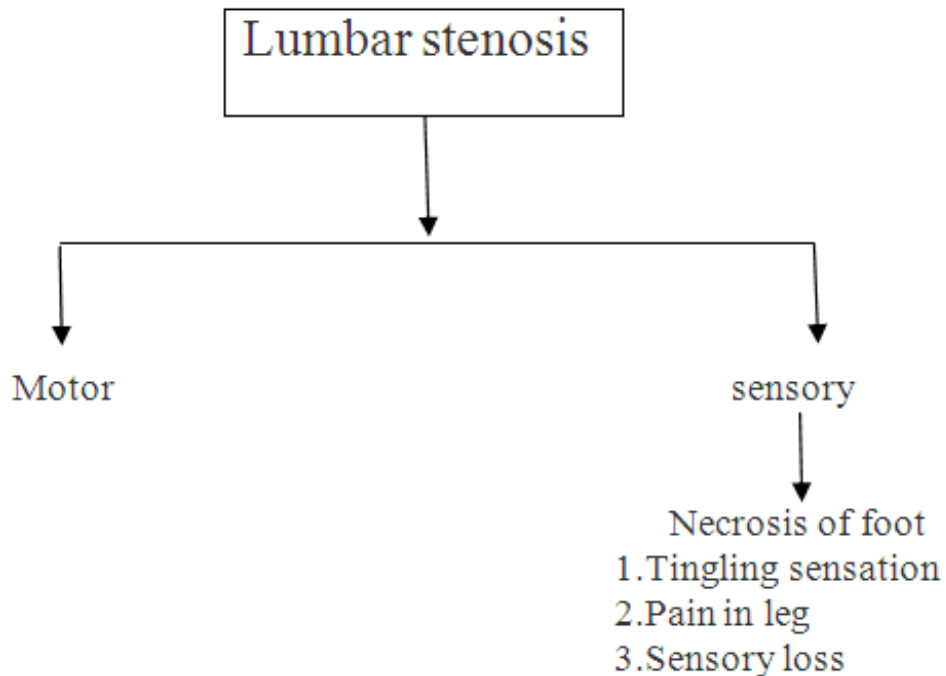 Lumbar stenosis
Motor
sensory
Necrosis of foot
1.Tingling sensation
2.Pain in leg
3.Sensory loss